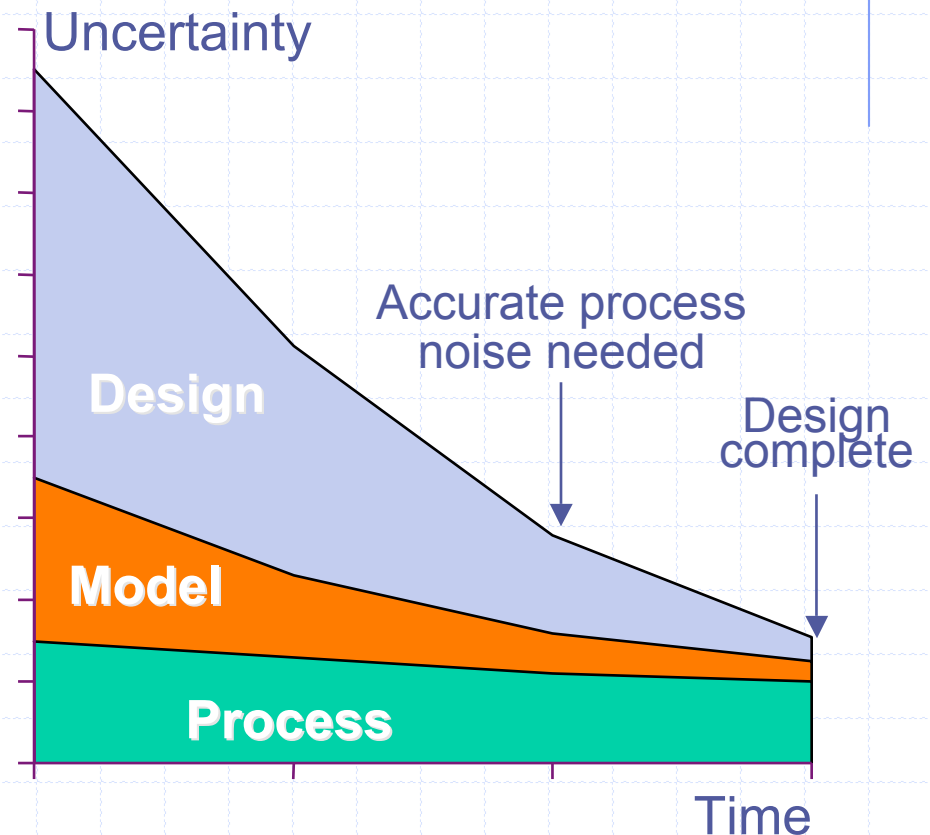 Uncertainty
Accurate process
noise needed
Design
complete
Design
Model
Process
Time